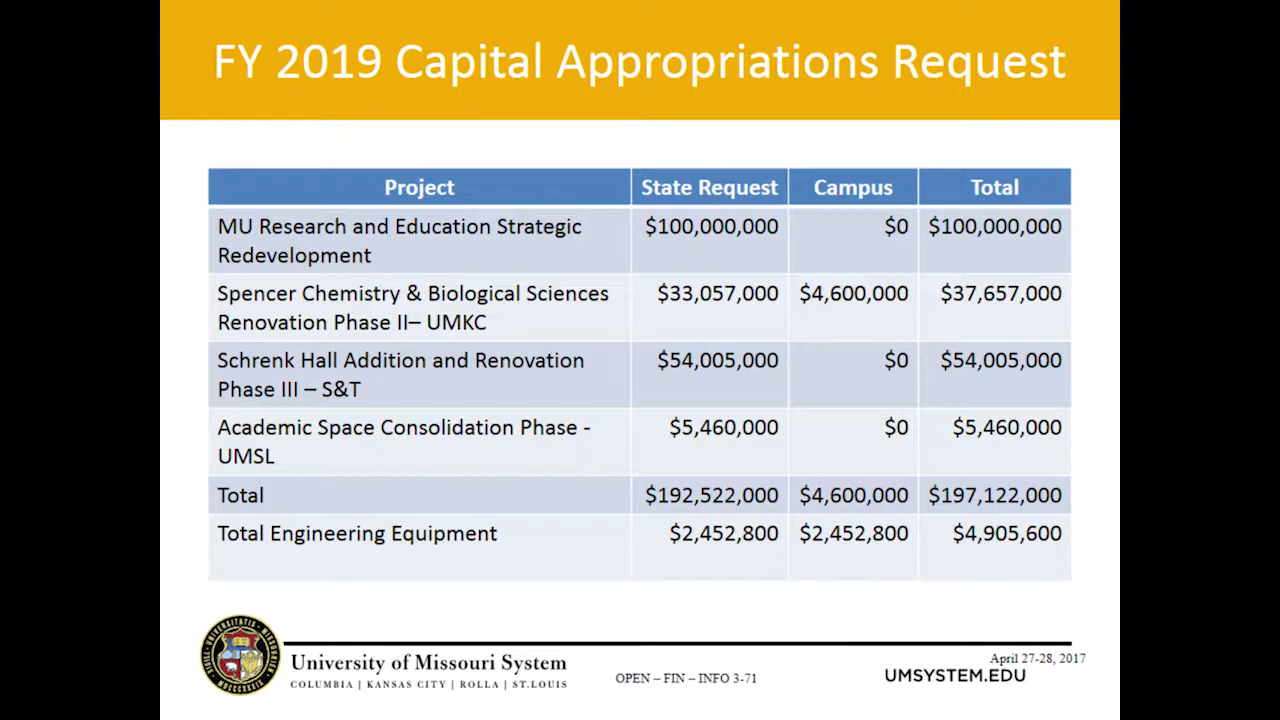 FY 2019 Capital Appropriations Request
Project State Request Campus Total
MU Research and Education Strategic $100,000,000 $0 $100,000,000
Redevelopment
Spencer Chemistry & Biological Sciences $33,057,000 $4,600,000 $37,657,000
Renovation Phase II– UMKC
Schrenk Hall Addition and Renovation $54,005,000 $0 $54,005,000
Phase III – S&T
Academic Space Consolidation Phase - $5,460,000 $0 $5,460,000
UMSL
Total $192,522,000 $4,600,000 $197,122,000
Total Engineering Equipment $2,452,800 $2,452,800 $4,905,600
University of Missouri System
COLUMBIA | KANSAS CITY | ROLLA | ST.LOUIS
OPEN – FIN – INFO 3-71
April 27-28, 2017
UMSYSTEM.EDU